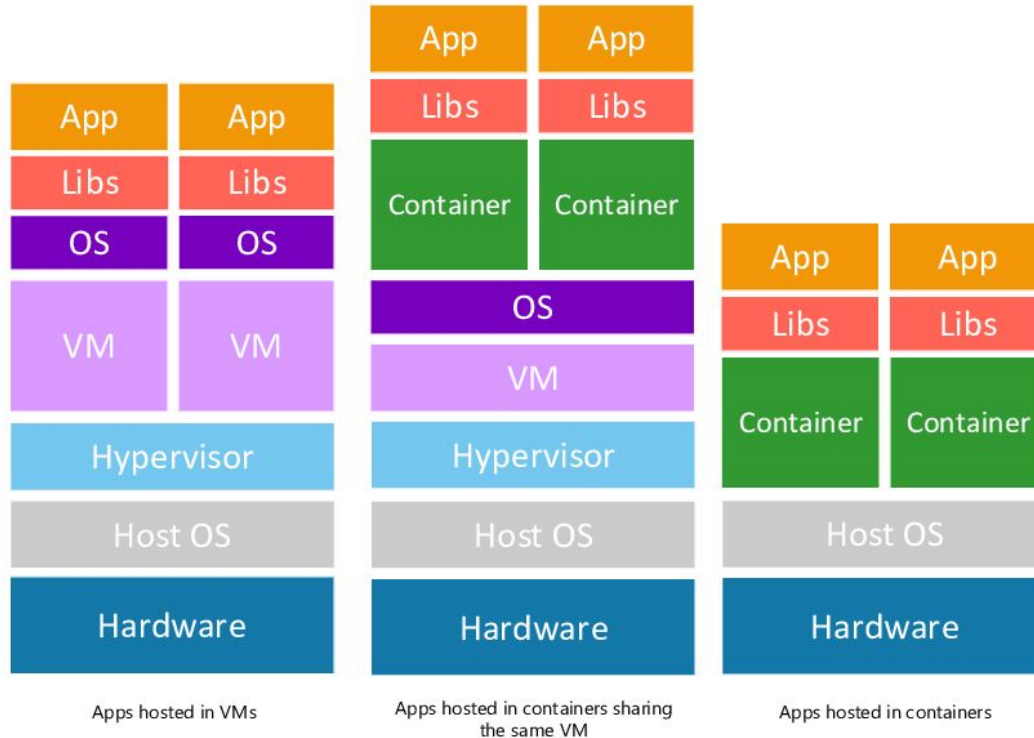 App App
Libs Libs
OS OS
VM VM
Hypervisor
Host OS
Hardware
Apps hosted in VMs
App App
Libs Libs
Container Container
OS
VM
Hypervisor
Host OS
Hardware
Apps hosted in containers sharing
the same VM
App App
Libs Libs
Container Container
Host OS
Hardware
Apps hosted in containers